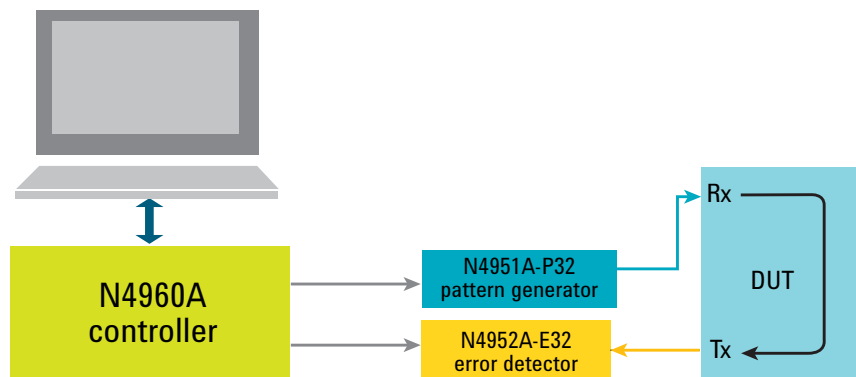 N4960A
controller
N4951A-P32
pattern generator
N4952A-E32
error detector
Rx
DUT
Tx